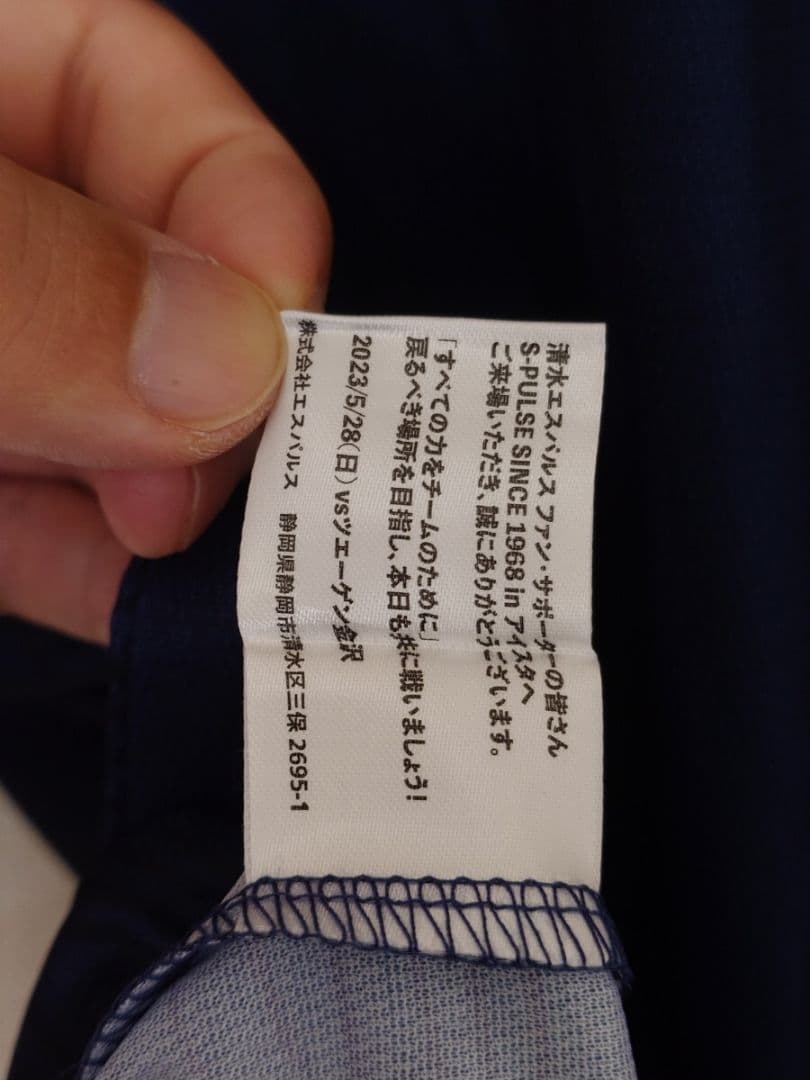 清水エスパルス ファン・サポーターの皆さん
S-PULSE SINCE 1968 in アイスタへ
ご来場いただき、誠にありがとうございます。
「すべての力をチームのために」
戻るべき場所を目指し、本日も共に戦いましょう!
2023/5/28(日) vsツエーゲン金沢
株式会社エスパルス 静岡県静岡市清水区三保 2695-1